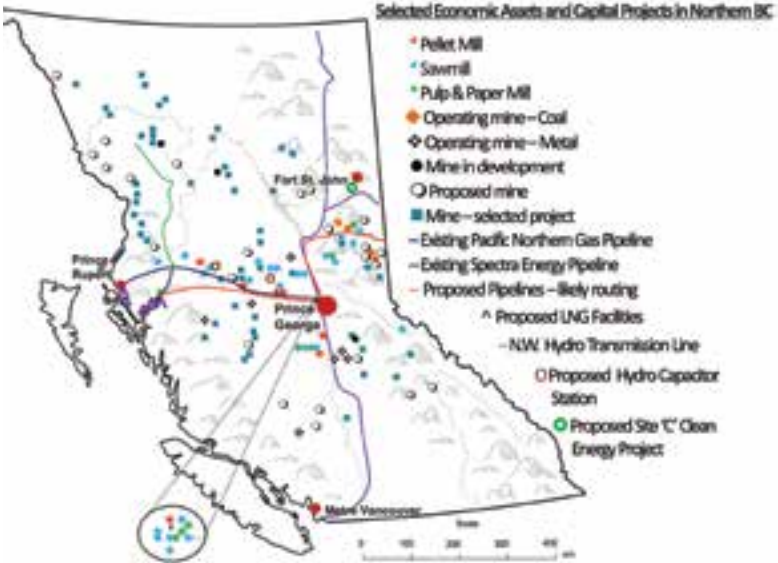 Selected Economic Assets and Capital Projects in Northern BC
Pellet Mill
Sawmill
Pulp & Paper Mill
Operating mine – Coal
Operating mine – Metal
Mine in development
Proposed mine
Mine – selected project
Existing Pacific Northern Gas Pipeline
Existing Spectra Energy Pipeline
Proposed Pipelines – likely routing
^ Proposed LNG Facilities
N.W. Hydro Transmission Line
Proposed Hydro Capacitor
Station
Proposed Site 'C' Clean
Energy Project
Fort St. John
Prince
Rupert
Prince
George
Metro Vancouver
Scale
0 100 200 300 400
km